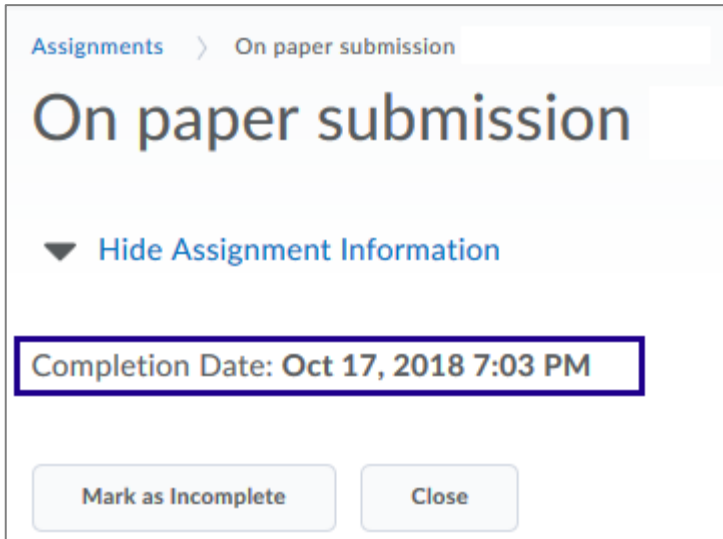 Assignments > On paper submission
On paper submission
Hide Assignment Information
Completion Date: Oct 17, 2018 7:03 PM
Mark as Incomplete Close